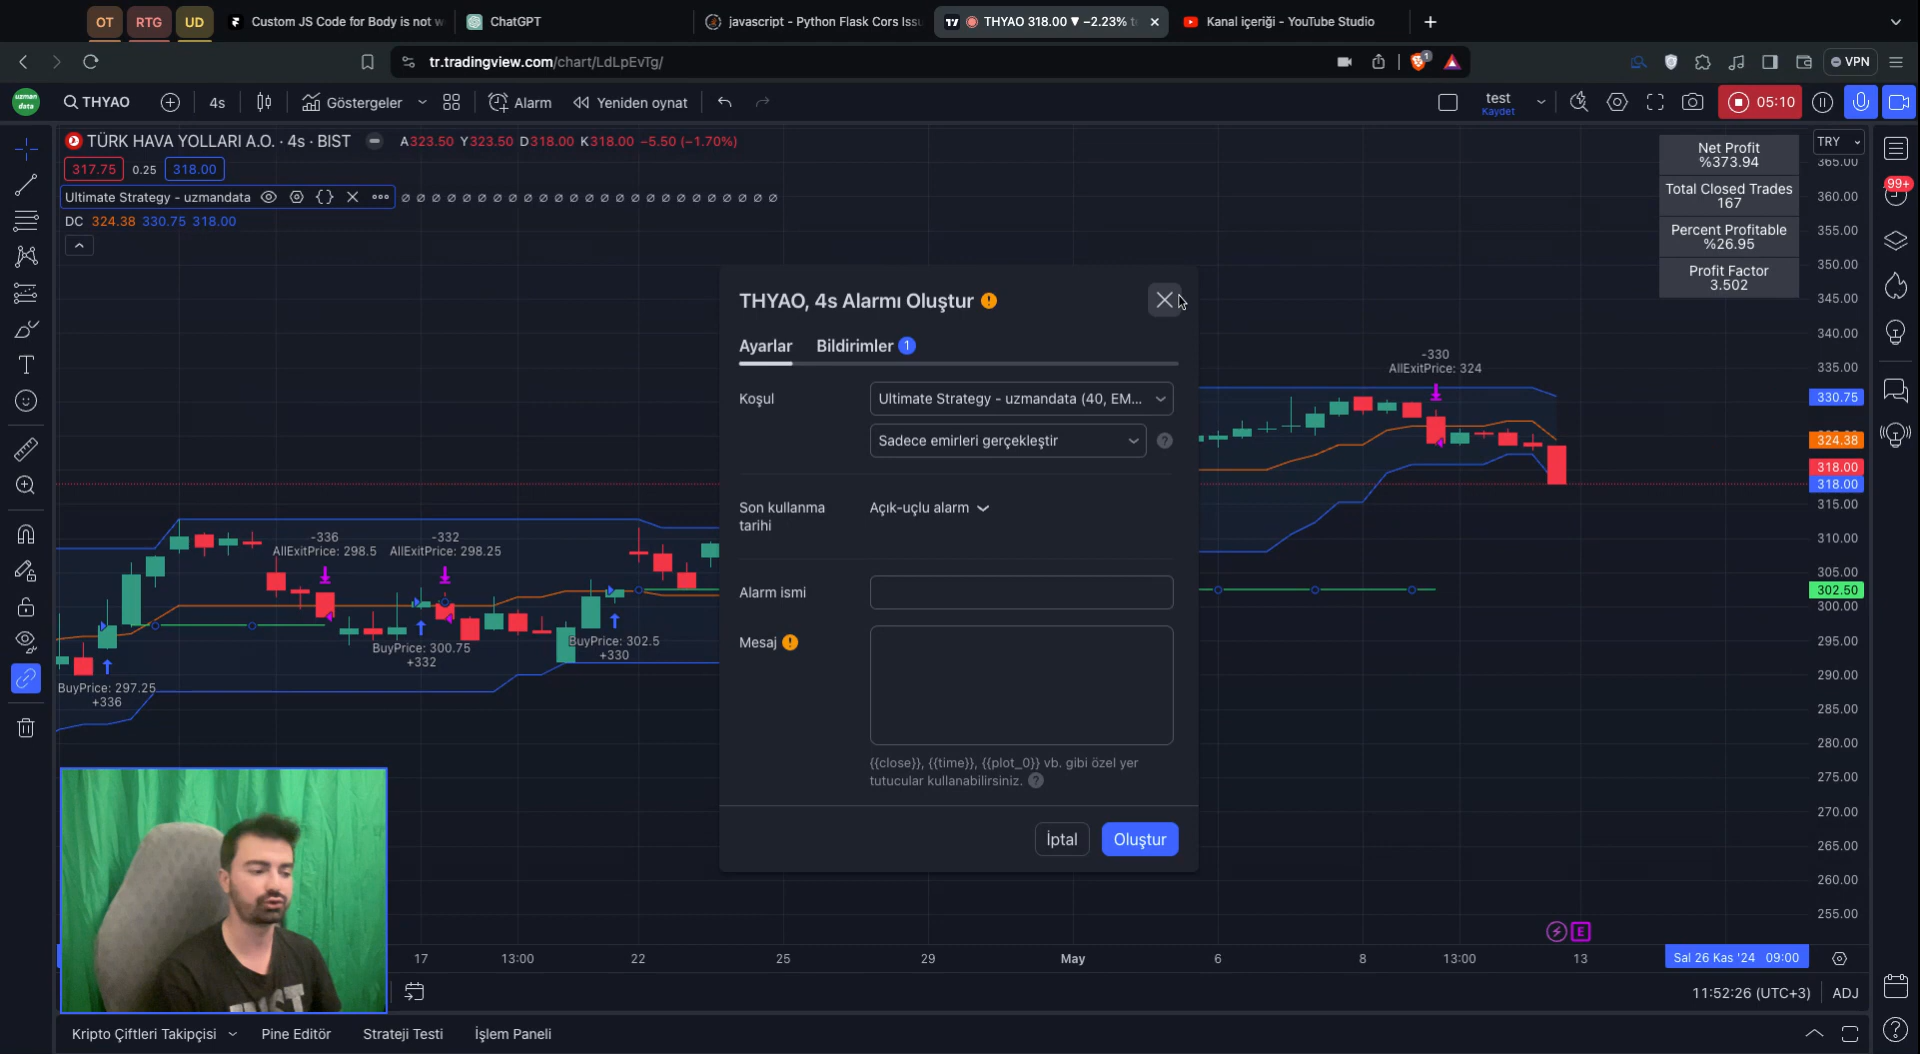 OT
RTG
UD
Custom JS Code for Body is not w
ChatGPT
javascript - Python Flask Cors Issu
THYAO 318.00 ▼ −2.23% t
Kanal içeriği - YouTube Studio
tr.tradingview.com/chart/LdLpEvTg/
1
VPN
uzman
data
THYAO
4s
Göstergeler
Alarm
Yeniden oynat
test
Kaydet
05:10
TÜRK HAVA YOLLARI A.O. · 4s · BIST
A323.50 Y323.50 D318.00 K318.00 −5.50 (−1.70%)
317.75
0.25
318.00
Ultimate Strategy - uzmandata
DC 324.38 330.75 318.00
Net Profit
%373.94
Total Closed Trades
167
Percent Profitable
%26.95
Profit Factor
3.502
TRY
365.00
360.00
355.00
350.00
345.00
340.00
335.00
330.75
324.38
318.00
318.00
315.00
310.00
305.00
302.50
300.00
295.00
290.00
285.00
280.00
275.00
270.00
265.00
260.00
255.00
99+
THYAO, 4s Alarmı Oluştur
Ayarlar
Bildirimler 1
Koşul
Ultimate Strategy - uzmandata (40, EM...
Sadece emirleri gerçekleştir
Son kullanma
tarihi
Açık-uçlu alarm
Alarm ismi
Mesaj
{{close}}, {{time}}, {{plot_0}} vb. gibi özel yer
tutucular kullanabilirsiniz.
İptal
Oluştur
-330
AllExitPrice: 324
-336
AllExitPrice: 298.5
-332
AllExitPrice: 298.25
BuyPrice: 297.25
+336
BuyPrice: 300.75
+332
BuyPrice: 302.5
+330
E
17
13:00
22
25
29
May
6
8
13:00
13
Sal 26 Kas '24 09:00
11:52:26 (UTC+3)
ADJ
Kripto Çiftleri Takipçisi
Pine Editör
Strateji Testi
İşlem Paneli